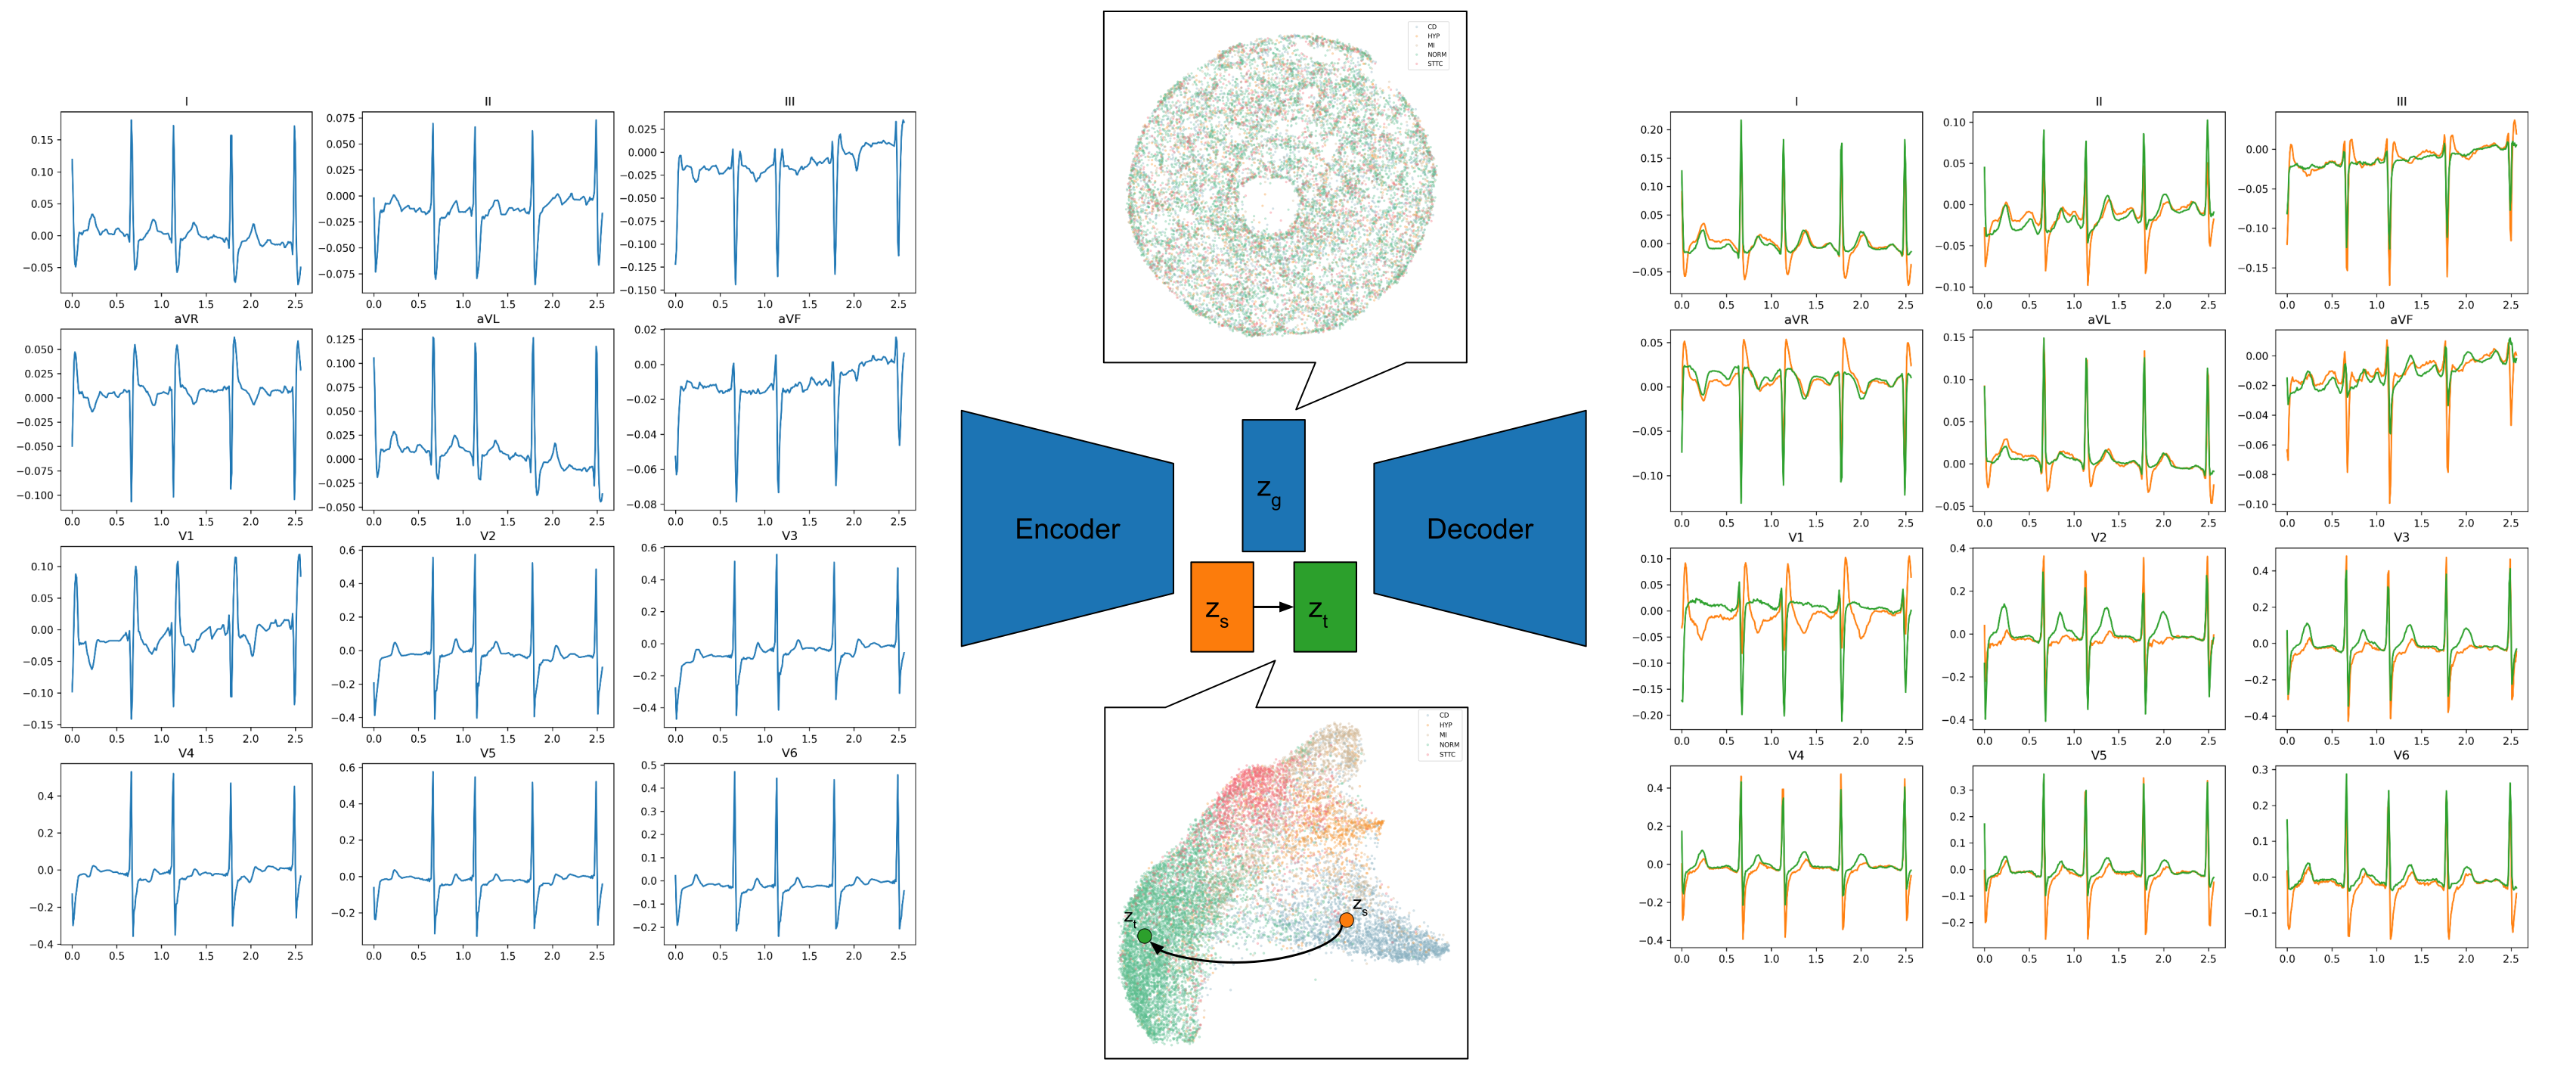 I II III
0.15
0.10
0.05
0.00
−0.05
0.0 0.5 1.0 1.5 2.0 2.5
0.075
0.050
0.025
0.000
−0.025
−0.050
−0.075
0.0 0.5 1.0 1.5 2.0 2.5
0.025
0.000
−0.025
−0.050
−0.075
−0.100
−0.125
−0.150
0.0 0.5 1.0 1.5 2.0 2.5
aVR aVL aVF
0.050
0.025
0.000
−0.025
−0.050
−0.075
−0.100
0.0 0.5 1.0 1.5 2.0 2.5
0.125
0.100
0.075
0.050
0.025
0.000
−0.025
−0.050
0.0 0.5 1.0 1.5 2.0 2.5
0.02
0.00
−0.02
−0.04
−0.06
−0.08
0.0 0.5 1.0 1.5 2.0 2.5
V1 V2 V3
0.10
0.05
0.00
−0.05
−0.10
−0.15
0.0 0.5 1.0 1.5 2.0 2.5
0.6
0.4
0.2
0.0
−0.2
−0.4
0.0 0.5 1.0 1.5 2.0 2.5
0.6
0.4
0.2
0.0
−0.2
−0.4
0.0 0.5 1.0 1.5 2.0 2.5
V4 V5 V6
0.4
0.2
0.0
−0.2
−0.4
0.0 0.5 1.0 1.5 2.0 2.5
0.6
0.4
0.2
0.0
−0.2
0.0 0.5 1.0 1.5 2.0 2.5
0.5
0.4
0.3
0.2
0.1
0.0
−0.1
−0.2
0.0 0.5 1.0 1.5 2.0 2.5
CD
HYP
MI
NORM
STTC
Encoder
zg
zs
zt
Decoder
CD
HYP
MI
NORM
STTC
zt
zs
I II III
0.20
0.15
0.10
0.05
0.00
−0.05
0.0 0.5 1.0 1.5 2.0 2.5
0.10
0.05
0.00
−0.05
−0.10
0.0 0.5 1.0 1.5 2.0 2.5
0.00
−0.05
−0.10
−0.15
0.0 0.5 1.0 1.5 2.0 2.5
aVR aVL aVF
0.05
0.00
−0.05
−0.10
0.0 0.5 1.0 1.5 2.0 2.5
0.15
0.10
0.05
0.00
−0.05
0.0 0.5 1.0 1.5 2.0 2.5
0.00
−0.02
−0.04
−0.06
−0.08
−0.10
0.0 0.5 1.0 1.5 2.0 2.5
V1 V2 V3
0.10
0.05
0.00
−0.05
−0.10
−0.15
−0.20
0.0 0.5 1.0 1.5 2.0 2.5
0.4
0.2
0.0
−0.2
−0.4
0.0 0.5 1.0 1.5 2.0 2.5
0.4
0.2
0.0
−0.2
−0.4
0.0 0.5 1.0 1.5 2.0 2.5
V4 V5 V6
0.4
0.2
0.0
−0.2
−0.4
0.0 0.5 1.0 1.5 2.0 2.5
0.3
0.2
0.1
0.0
−0.1
−0.2
0.0 0.5 1.0 1.5 2.0 2.5
0.3
0.2
0.1
0.0
−0.1
0.0 0.5 1.0 1.5 2.0 2.5